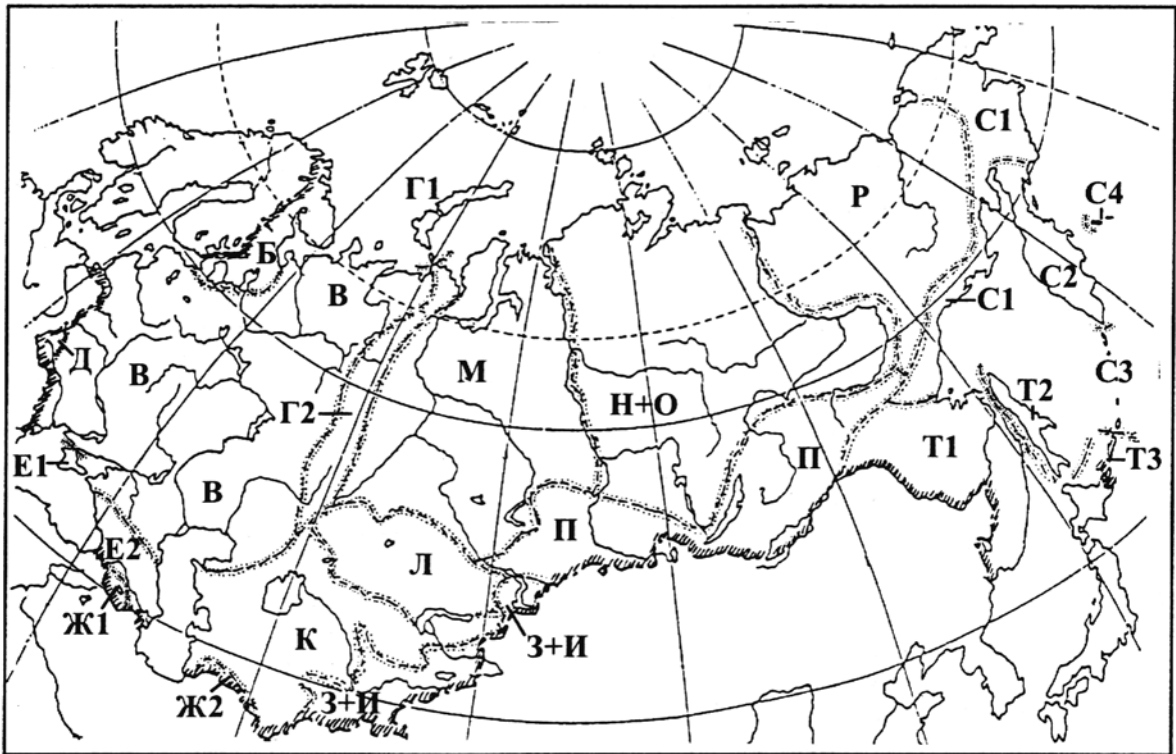 С1
Г1
Р
С4
Б
В
С2
С1
Д
В
М
Н+О
С3
Г2
Т2
Е1
В
П
Т1
Т3
Е2
Л
П
Ж1
К
З+И
Ж2
З+И